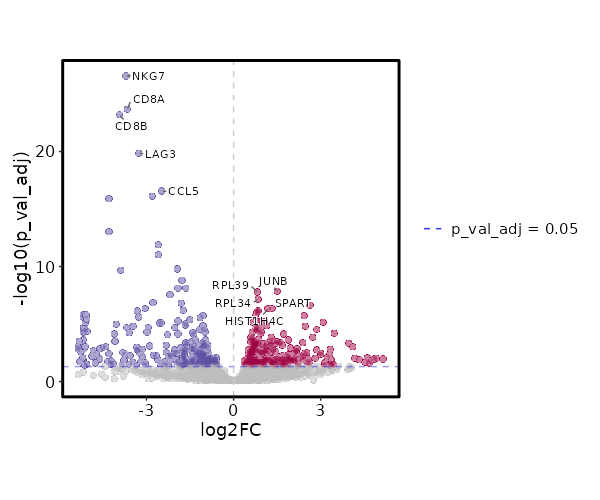 NKG7
CD8A
CD8B
LAG3
CCL5
RPL39
JUNB
RPL34
SPART
HIST1H4C
20
10
0
-3
0
3
-log10(p_val_adj)
log2FC
p_val_adj = 0.05